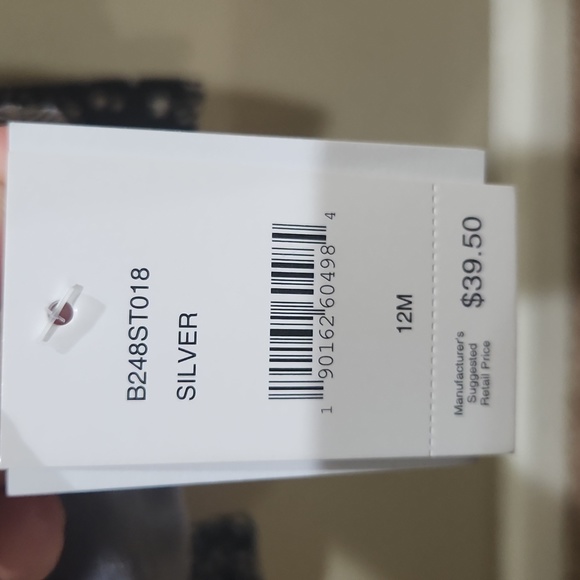 B248ST018
SILVER
1 90162 60498 4
12M
Manufacturer's
Suggested
Retail Price
$39.50